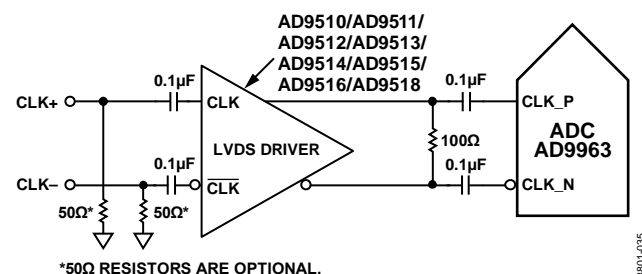 AD9510/AD9511/
AD9512/AD9513/
AD9514/AD9515/
AD9516/AD9518
0.1µF
0.1µF
CLK+
CLK
CLK_P
ADC
AD9963
100Ω
LVDS DRIVER
0.1µF
0.1µF
CLK–
CLK
CLK_N
50Ω*
50Ω*
*50Ω RESISTORS ARE OPTIONAL.